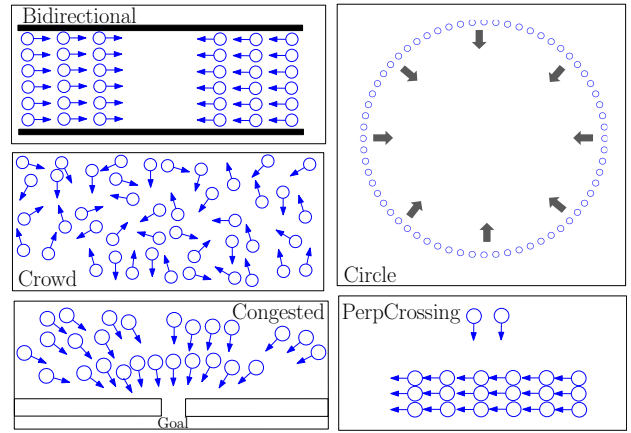 Bidirectional
Crowd
Circle
Congested
Goal
PerpCrossing